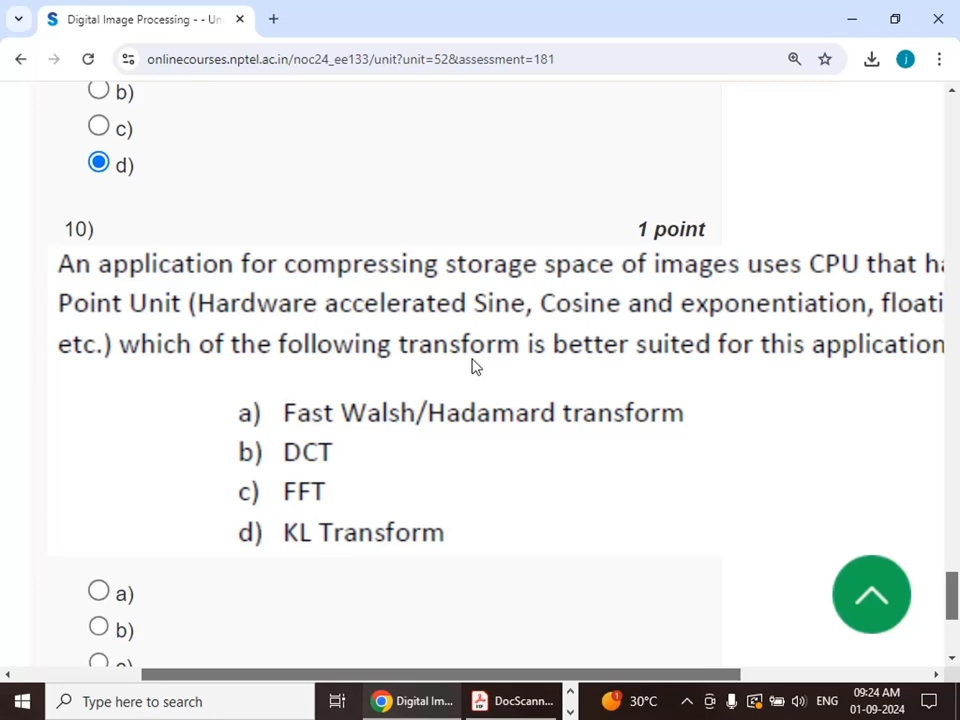 Digital Image Processing - - Un
onlinecourses.nptel.ac.in/noc24_ee133/unit?unit=52&assessment=181
b)
c)
d)
10)
1 point
An application for compressing storage space of images uses CPU that ha
Point Unit (Hardware accelerated Sine, Cosine and exponentiation, floati
etc.) which of the following transform is better suited for this application
a) Fast Walsh/Hadamard transform
b) DCT
c) FFT
d) KL Transform
a)
b)
c)
Type here to search
Digital Im...
DocScann...
1
30°C
ENG
09:24 AM
01-09-2024